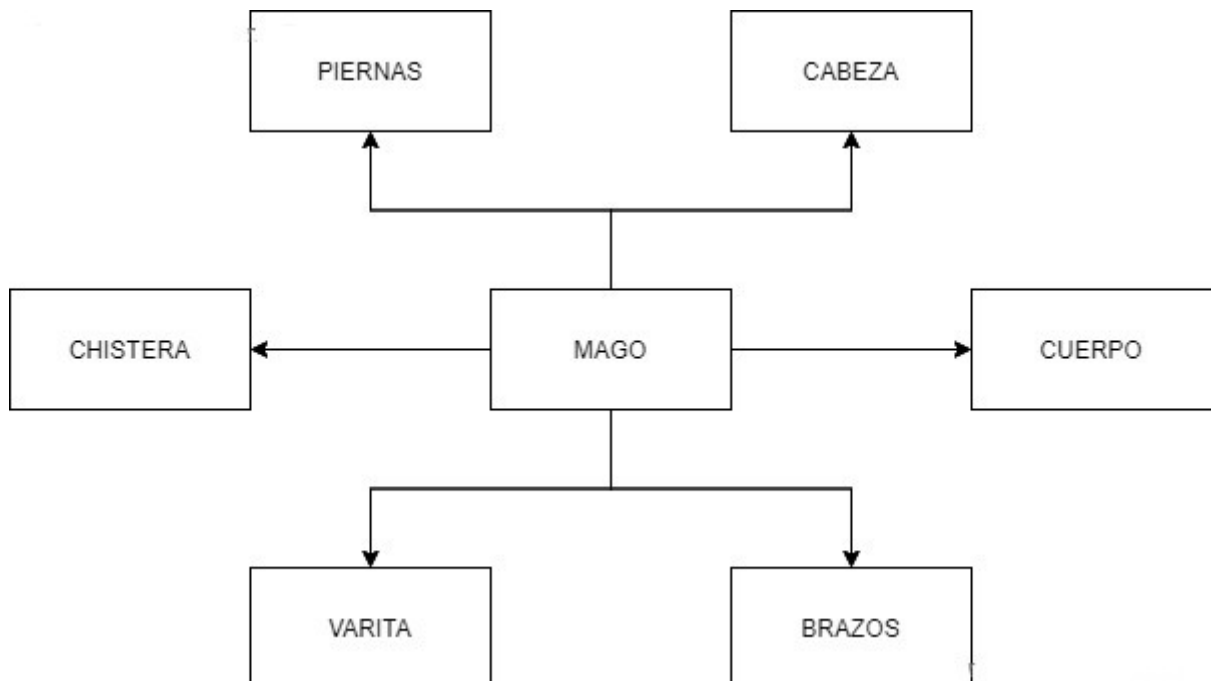 PIERNAS
CABEZA
CHISTERA
MAGO
CUERPO
VARITA
BRAZOS